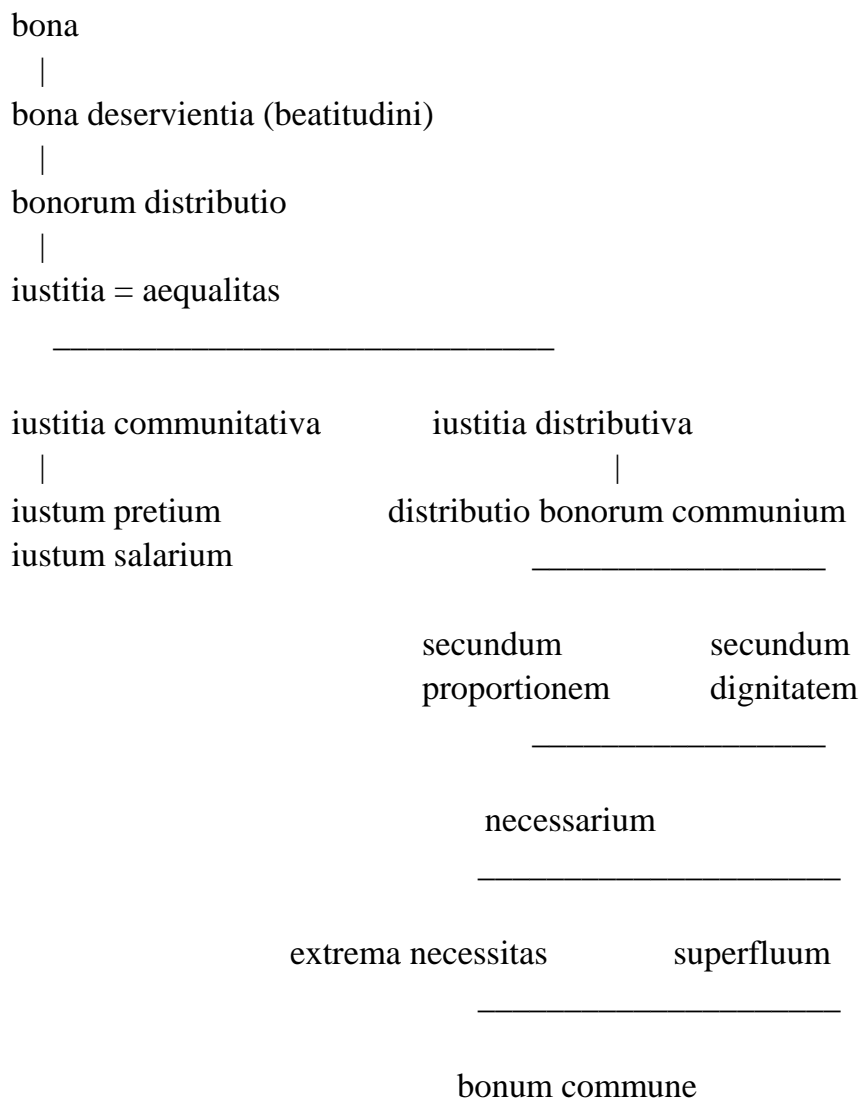 bona
bona deservientia (beatitudini)
bonorum distributio
iustitia = aequalitas
iustitia communitativa iustitia distributiva
iustum pretium distributio bonorum communium
iustum salarium
secundum secundum
proportionem dignitatem
necessarium
extrema necessitas superfluum
bonum commune